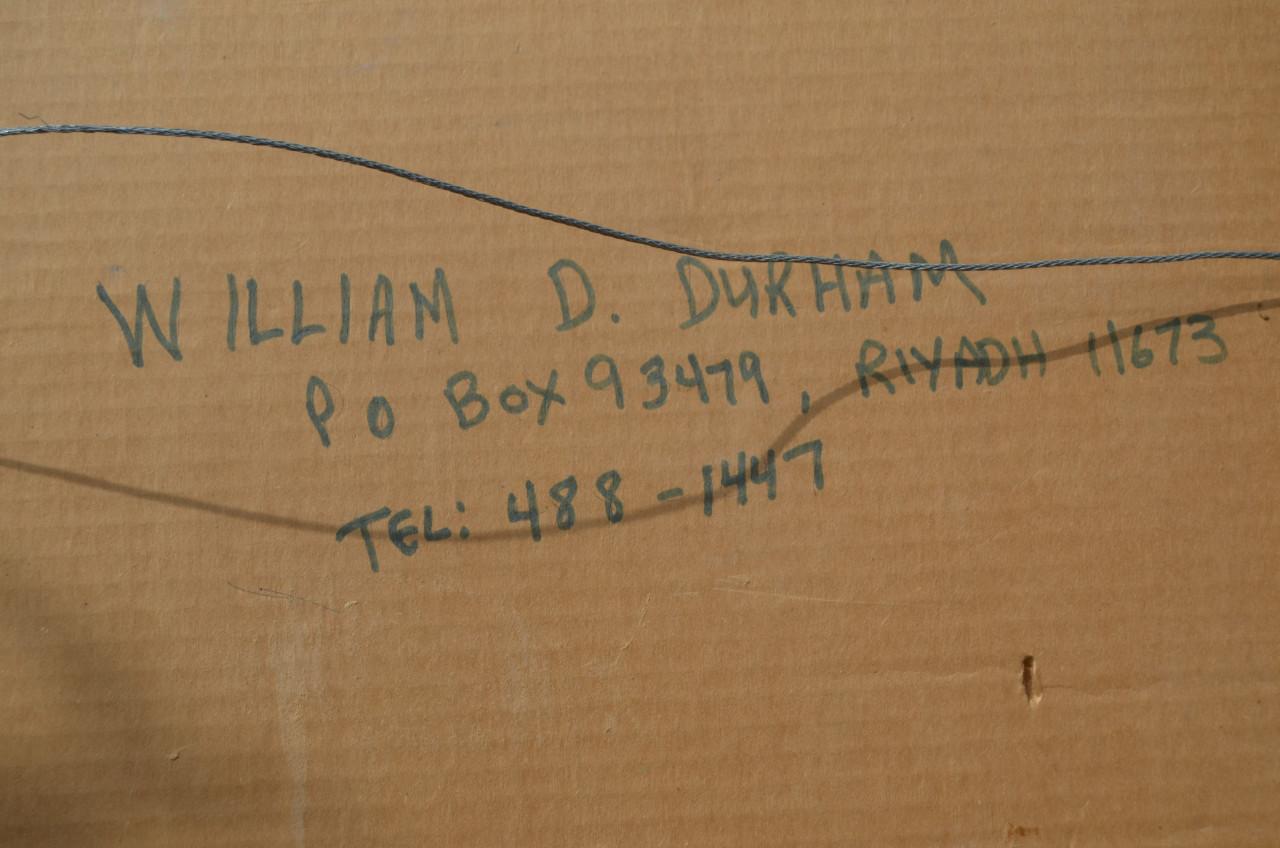 WILLIAM D. DURHAM
PO BOX 93479, RIYADH 11673
TEL: 488-1447